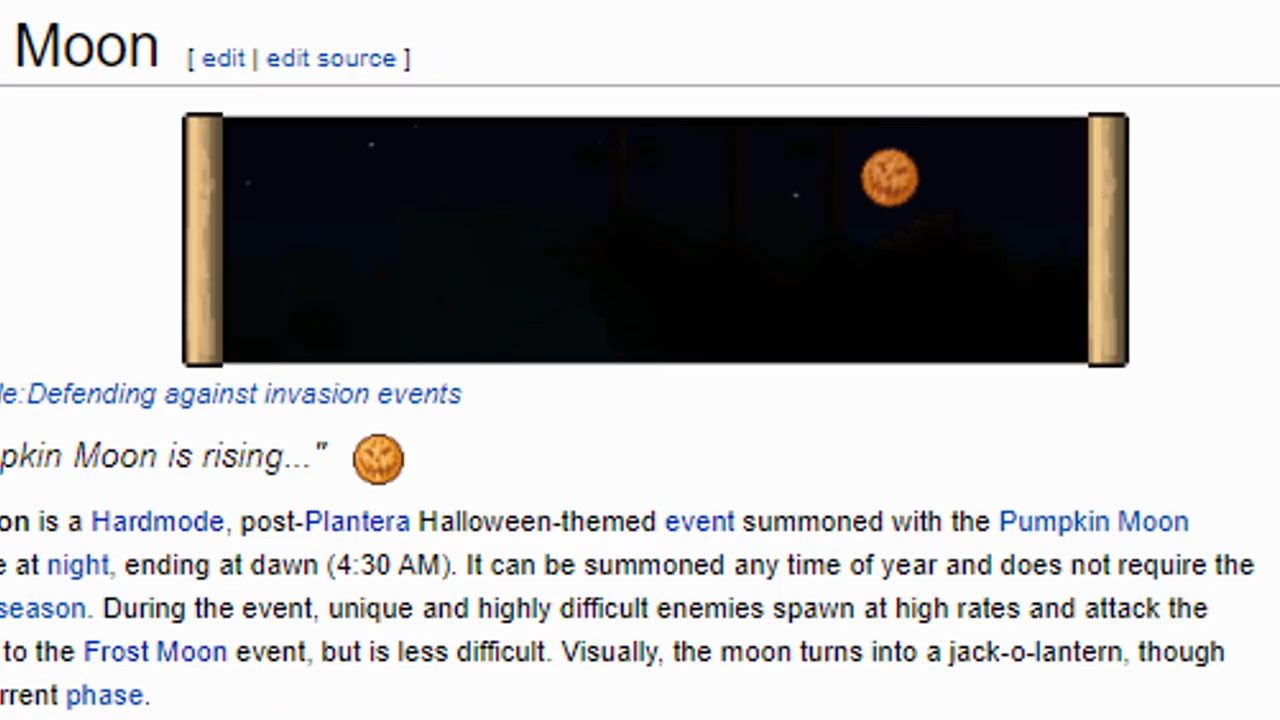 Moon [ edit | edit source ]
le:Defending against invasion events
pkin Moon is rising..."
on is a Hardmode, post-Plantera Halloween-themed event summoned with the Pumpkin Moon
e at night, ending at dawn (4:30 AM). It can be summoned any time of year and does not require the
season. During the event, unique and highly difficult enemies spawn at high rates and attack the
to the Frost Moon event, but is less difficult. Visually, the moon turns into a jack-o-lantern, though
rrent phase.